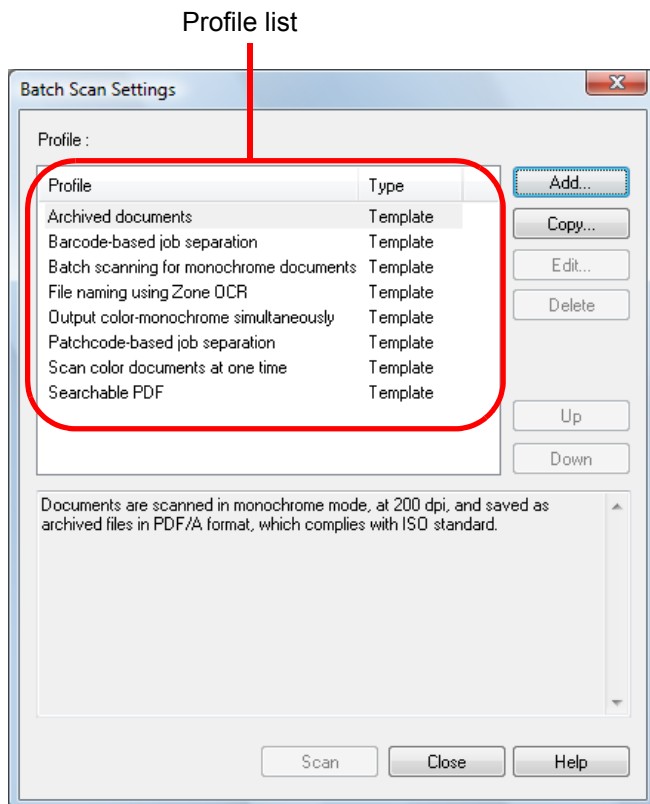 Profile list
Batch Scan Settings
X
Profile :
Profile Type
Add...
Archived documents Template
Copy...
Barcode-based job separation Template
Batch scanning for monochrome documents Template
Edit...
File naming using Zone OCR Template
Delete
Output color-monochrome simultaneously Template
Patchcode-based job separation Template
Scan color documents at one time Template
Searchable PDF Template
Up
Down
Documents are scanned in monochrome mode, at 200 dpi, and saved as
archived files in PDF/A format, which complies with ISO standard.
Scan Close Help